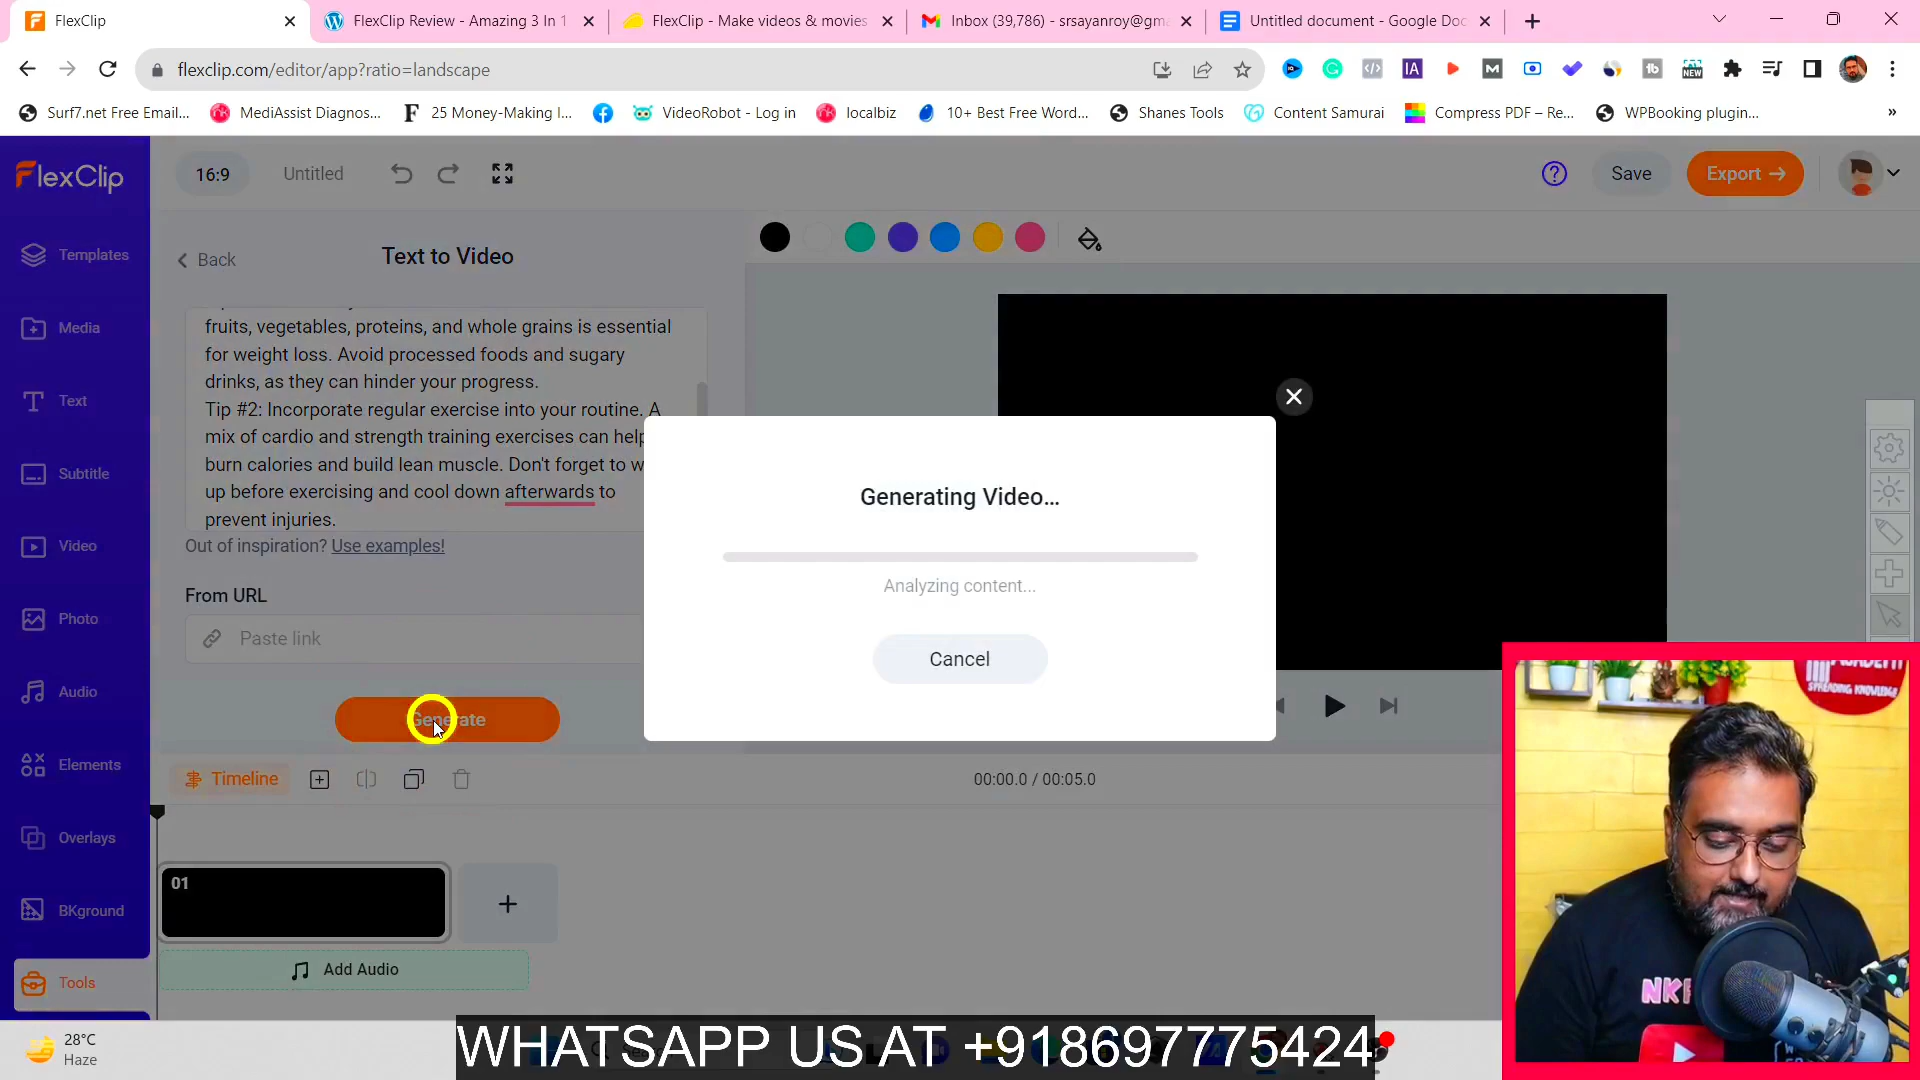 FlexClip
FlexClip Review - Amazing 3 In 1
FlexClip - Make videos & movies
Inbox (39,786) - srsayanroy@gma
Untitled document - Google Doc
flexclip.com/editor/app?ratio=landscape
Surf7.net Free Email...
MediAssist Diagnos...
25 Money-Making I...
VideoRobot - Log in
localbiz
10+ Best Free Word...
Shanes Tools
Content Samurai
Compress PDF – Re...
WPBooking plugin...
»
FlexClip
16:9
Untitled
Save
Export →
Templates
Media
Text
Subtitle
Video
Photo
Audio
Elements
Overlays
BKground
Tools
Back
Text to Video
fruits, vegetables, proteins, and whole grains is essential
for weight loss. Avoid processed foods and sugary
drinks, as they can hinder your progress.
Tip #2: Incorporate regular exercise into your routine. A
mix of cardio and strength training exercises can help
burn calories and build lean muscle. Don't forget to w
up before exercising and cool down afterwards to
prevent injuries.
Out of inspiration? Use examples!
From URL
Paste link
Generate
Generating Video...
Analyzing content...
Cancel
Timeline
00:00.0 / 00:05.0
01
Add Audio
28°C
Haze
WHATSAPP US AT +918697775424
ACADEMY
SPREADING KNOWLEDGE